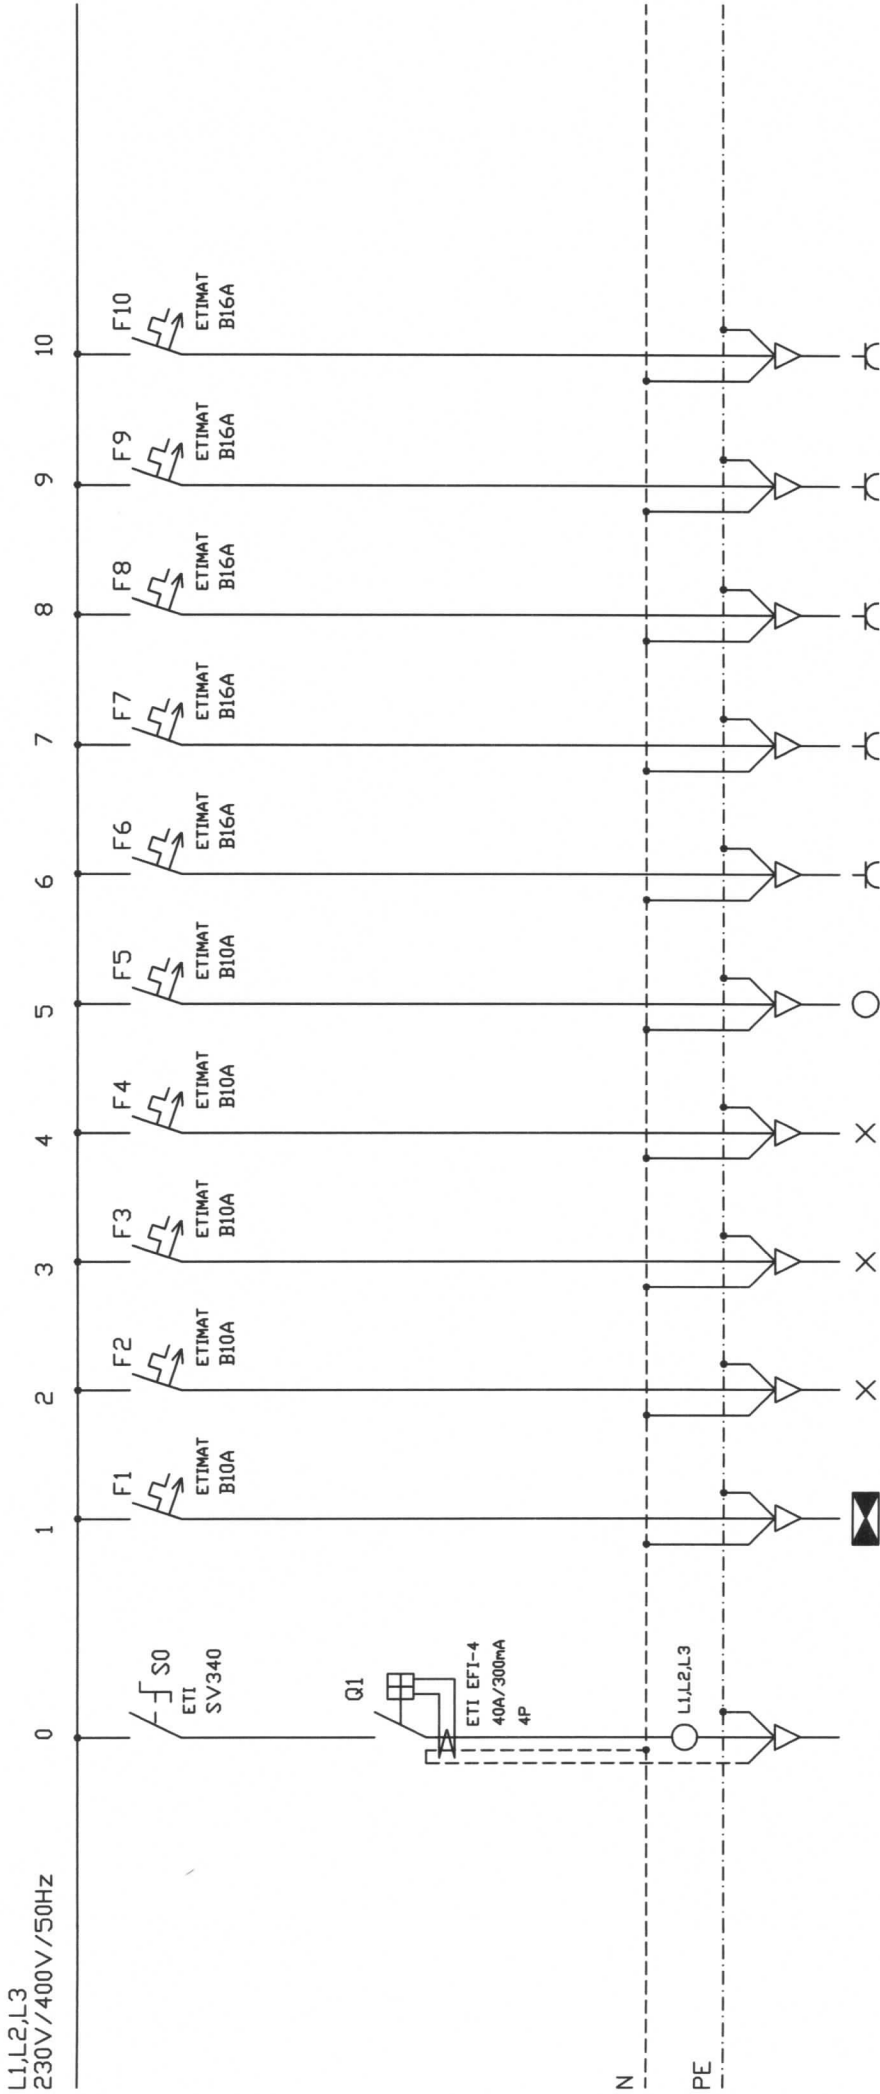 L1,L2,L3
230V/400V/50Hz
0
1
2
3
4
5
6
7
8
9
10
S0
ETI
SV340
Q1
ETI EFI-4
40A/300mA
4P
L1,L2,L3
F1
ETIMAT
B10A
F2
ETIMAT
B10A
F3
ETIMAT
B10A
F4
ETIMAT
B10A
F5
ETIMAT
B10A
F6
ETIMAT
B16A
F7
ETIMAT
B16A
F8
ETIMAT
B16A
F9
ETIMAT
B16A
F10
ETIMAT
B16A
N
PE